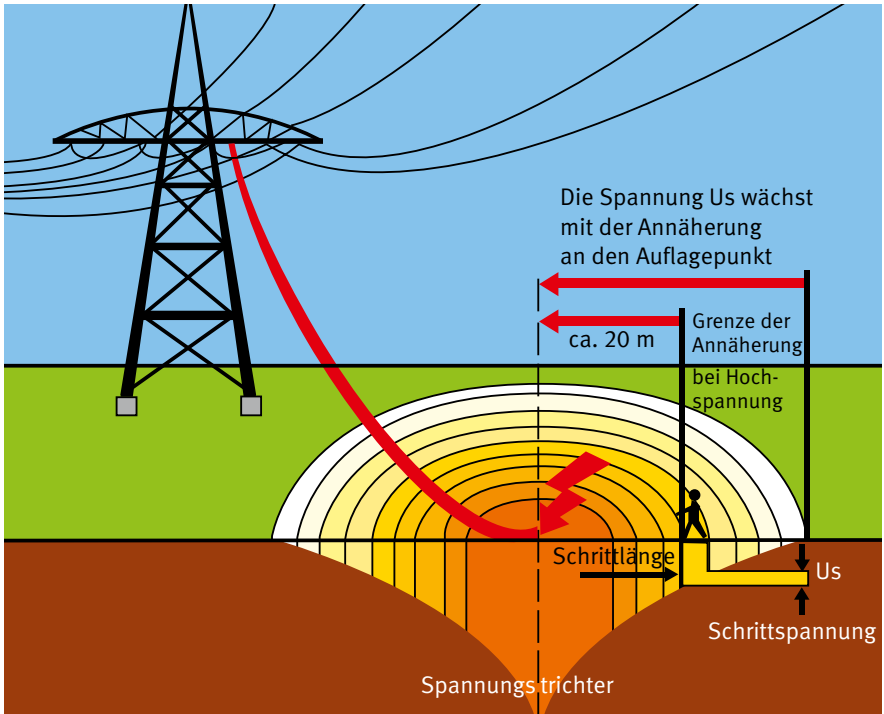 Die Spannung Us wächst
mit der Annäherung
an den Auflagepunkt
ca. 20 m
Grenze der
Annäherung
bei Hoch-
spannung
Schrittlänge
Us
Schrittspannung
Spannungstrichter